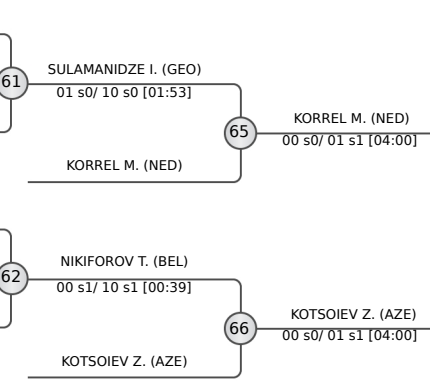 61
SULAMANIDZE I. (GEO)
01 s0/ 10 s0 [01:53]
65
KORREL M. (NED)
00 s0/ 01 s1 [04:00]
KORREL M. (NED)
62
NIKIFOROV T. (BEL)
00 s1/ 10 s1 [00:39]
66
KOTSOIEV Z. (AZE)
00 s0/ 01 s1 [04:00]
KOTSOIEV Z. (AZE)